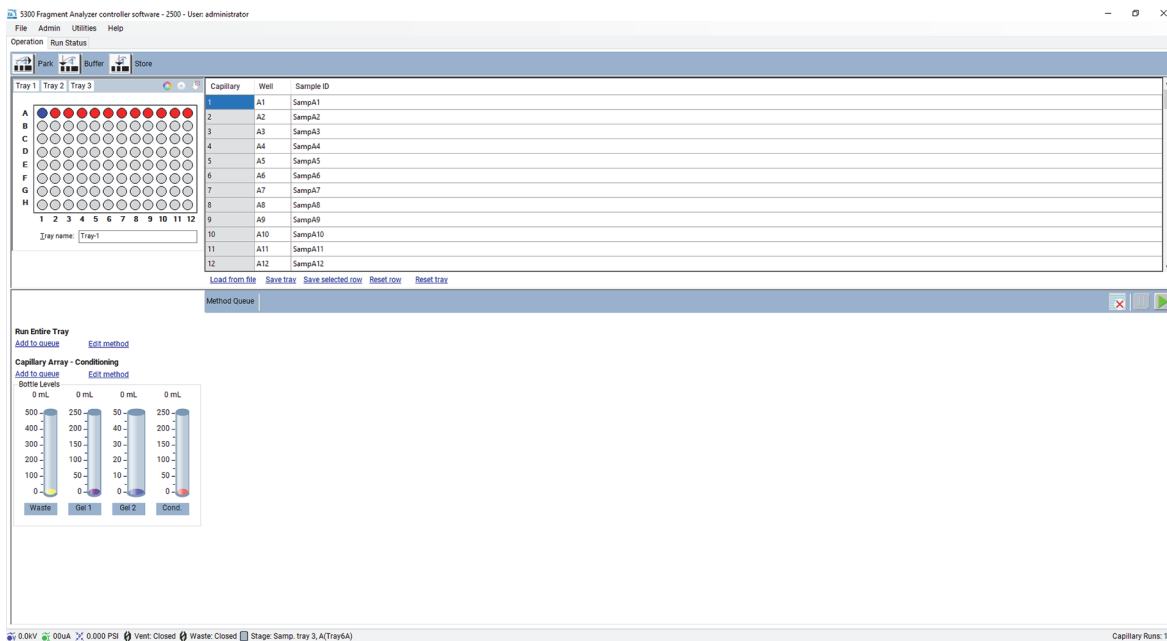 5300 Fragment Analyzer controller software - 2500 - User: administrator
File Admin Utilities Help
Operation Run Status
Park Buffer Store
Tray 1 Tray 2 Tray 3
Capillary Well Sample ID
1 A1 SampA1
2 A2 SampA2
3 A3 SampA3
4 A4 SampA4
5 A5 SampA5
6 A6 SampA6
7 A7 SampA7
8 A8 SampA8
9 A9 SampA9
10 A10 SampA10
11 A11 SampA11
12 A12 SampA12
A
B
C
D
E
F
G
H
1 2 3 4 5 6 7 8 9 10 11 12
Tray name: Tray-1
Load from file Save tray Save selected row Reset row Reset tray
Method Queue
Run Entire Tray
Add to queue Edit method
Capillary Array - Conditioning
Add to queue Edit method
Bottle Levels
0 mL 0 mL 0 mL 0 mL
500 250 50 250
400 200 40 200
300 150 30 150
200 100 20 100
100 50 10 50
0 0 0 0
Waste Gel 1 Gel 2 Cond.
0.0kV 00uA 0.000 PSI Vent: Closed Waste: Closed Stage: Samp. tray 3, A(Tray6A) Capillary Runs: 1